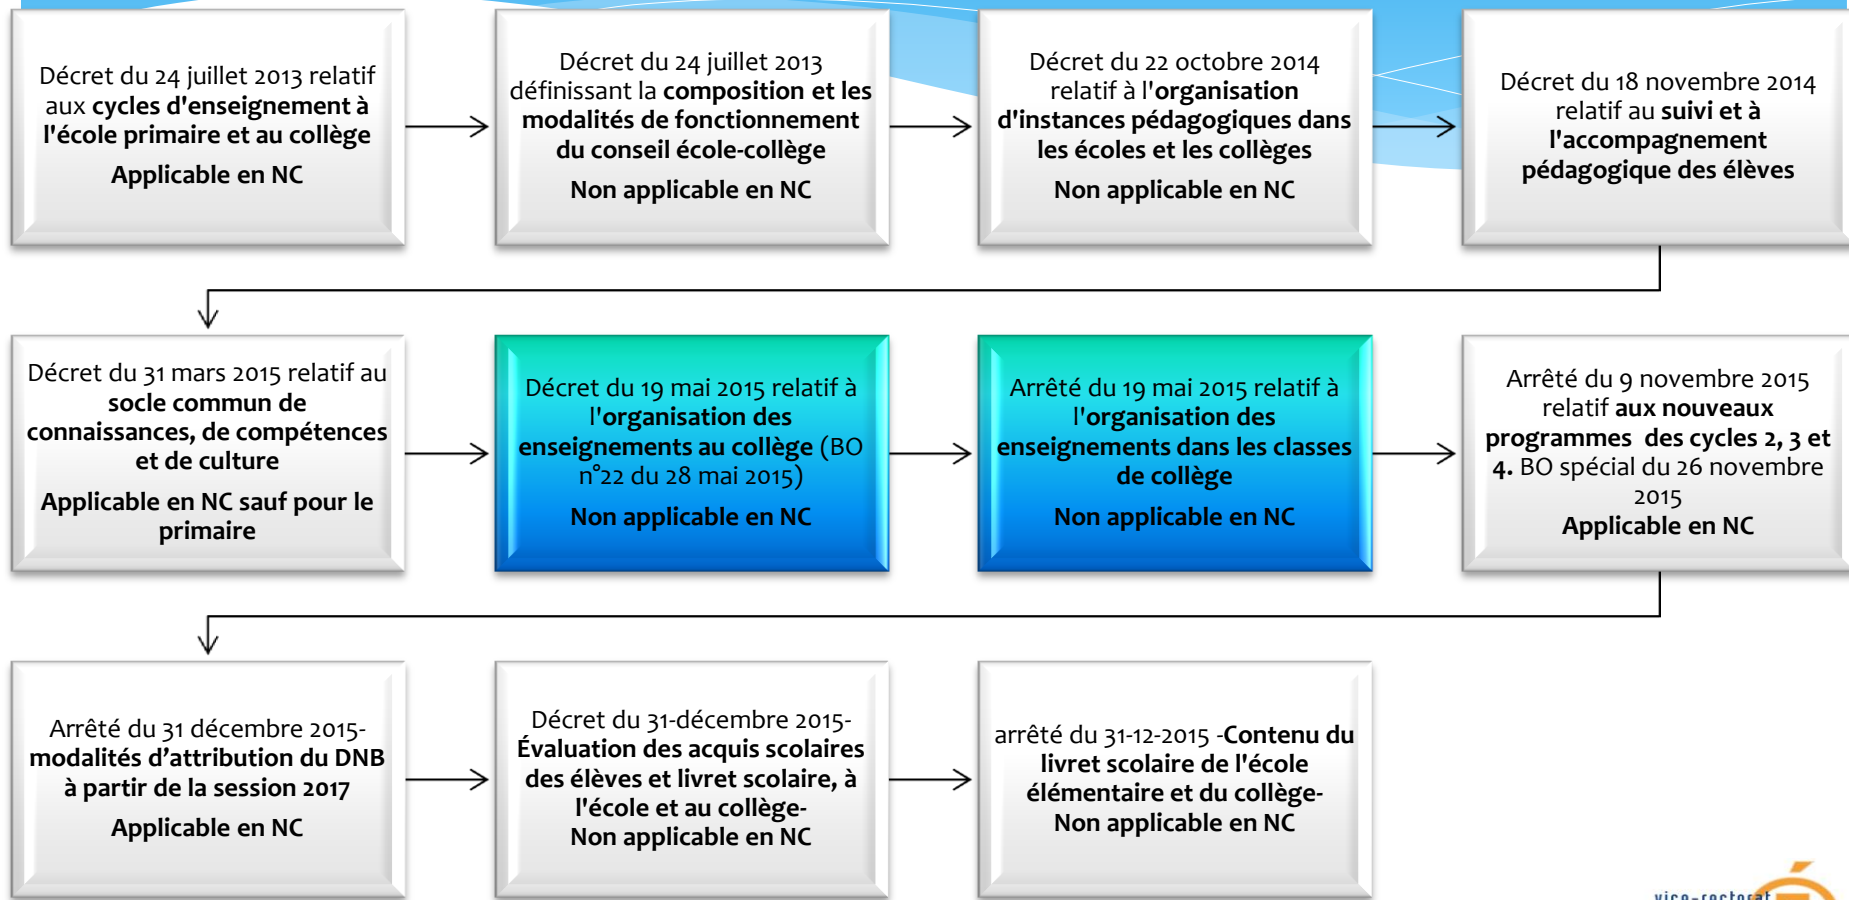 Décret du 24 juillet 2013 relatif
aux cycles d'enseignement à
l'école primaire et au collège
Applicable en NC
Décret du 24 juillet 2013
définissant la composition et les
modalités de fonctionnement
du conseil école-collège
Non applicable en NC
Décret du 22 octobre 2014
relatif à l'organisation
d'instances pédagogiques dans
les écoles et les collèges
Non applicable en NC
Décret du 18 novembre 2014
relatif au suivi et à
l'accompagnement
pédagogique des élèves
Décret du 31 mars 2015 relatif au
socle commun de
connaissances, de compétences
et de culture
Applicable en NC sauf pour le
primaire
Décret du 19 mai 2015 relatif à
l'organisation des
enseignements au collège (BO
n°22 du 28 mai 2015)
Non applicable en NC
Arrêté du 19 mai 2015 relatif à
l'organisation des
enseignements dans les classes
de collège
Non applicable en NC
Arrêté du 9 novembre 2015
relatif aux nouveaux
programmes des cycles 2, 3 et
4. BO spécial du 26 novembre
2015
Applicable en NC
Arrêté du 31 décembre 2015-
modalités d’attribution du DNB
à partir de la session 2017
Applicable en NC
Décret du 31-décembre 2015-
Évaluation des acquis scolaires
des élèves et livret scolaire, à
l'école et au collège-
Non applicable en NC
arrêté du 31-12-2015 -Contenu du
livret scolaire de l'école
élémentaire et du collège-
Non applicable en NC
vice-rectorat